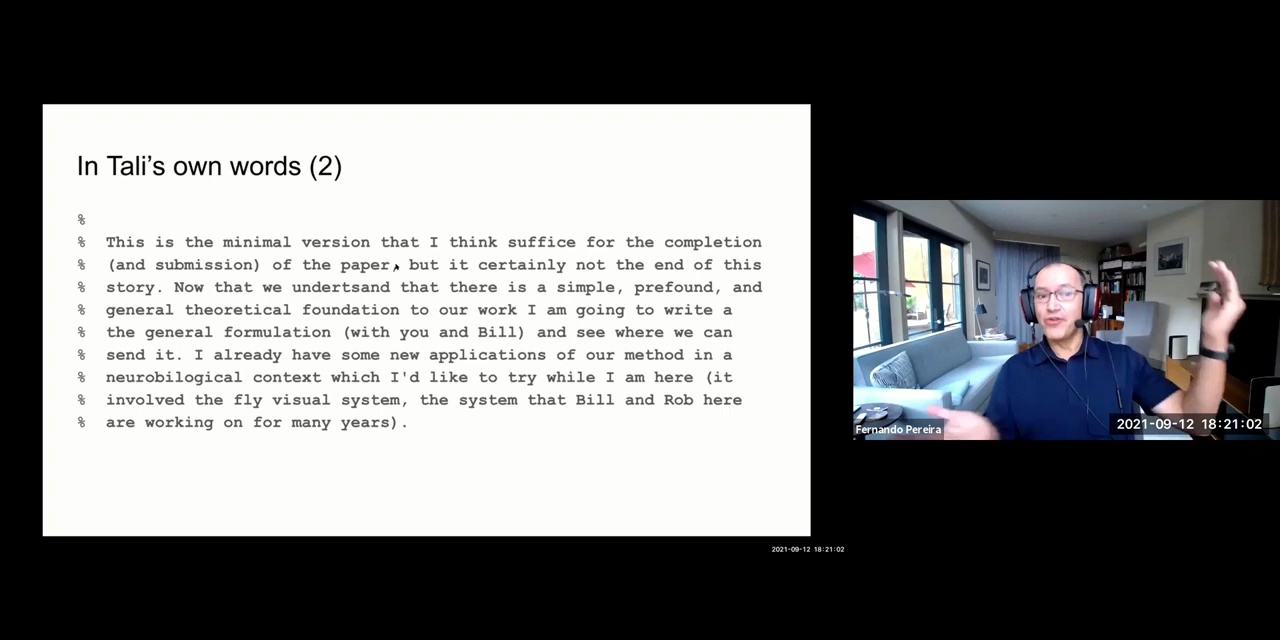 In Tali's own words (2)
%
% This is the minimal version that I think suffice for the completion
% (and submission) of the paper, but it certainly not the end of this
% story. Now that we undertsand that there is a simple, prefound, and
% general theoretical foundation to our work I am going to write a
% the general formulation (with you and Bill) and see where we can
% send it. I already have some new applications of our method in a
% neurobilogical context which I'd like to try while I am here (it
% involved the fly visual system, the system that Bill and Rob here
% are working on for many years).
2021-09-12 18:21:02
Fernando Pereira
2021-09-12 18:21:02